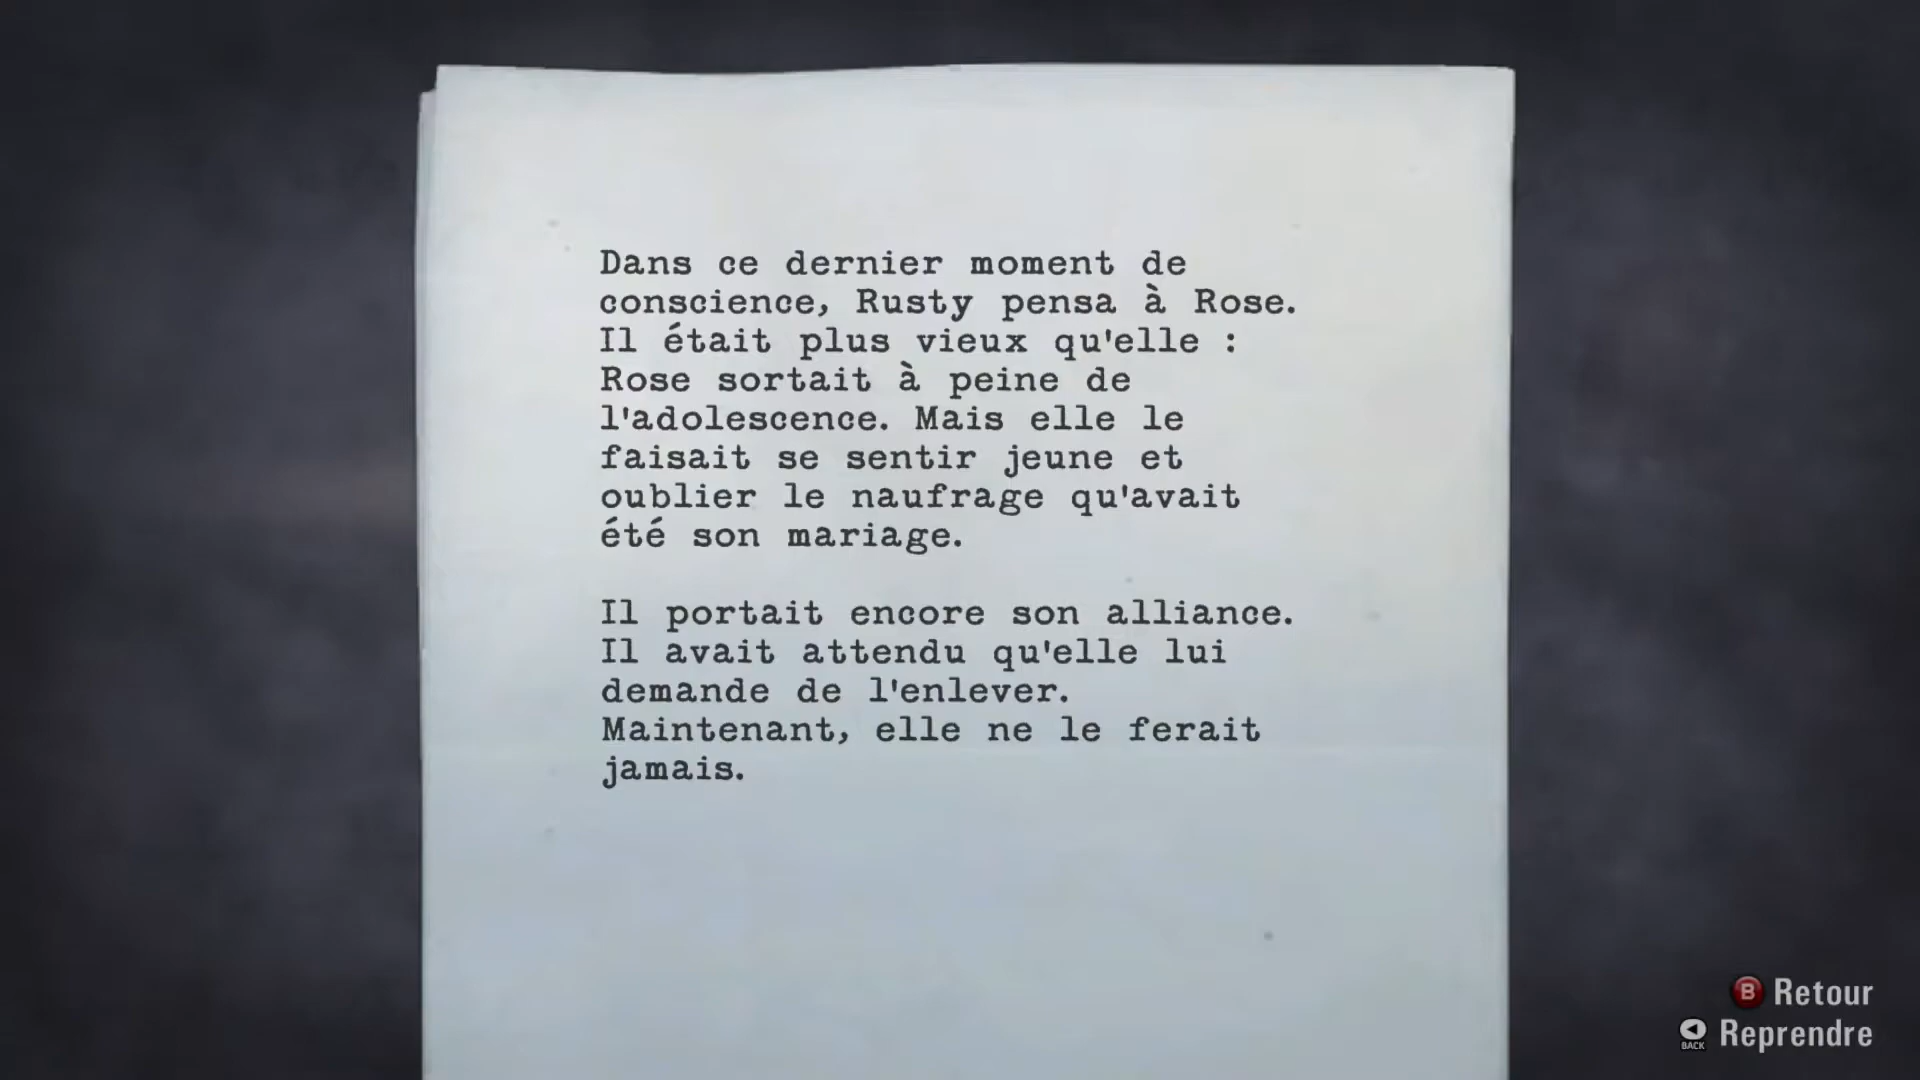 Dans ce dernier moment de
conscience, Rusty pensa à Rose.
Il était plus vieux qu'elle :
Rose sortait à peine de
l'adolescence. Mais elle le
faisait se sentir jeune et
oublier le naufrage qu'avait
été son mariage.
Il portait encore son alliance.
Il avait attendu qu'elle lui
demande de l'enlever.
Maintenant, elle ne le ferait
jamais.
B Retour
BACK Reprendre